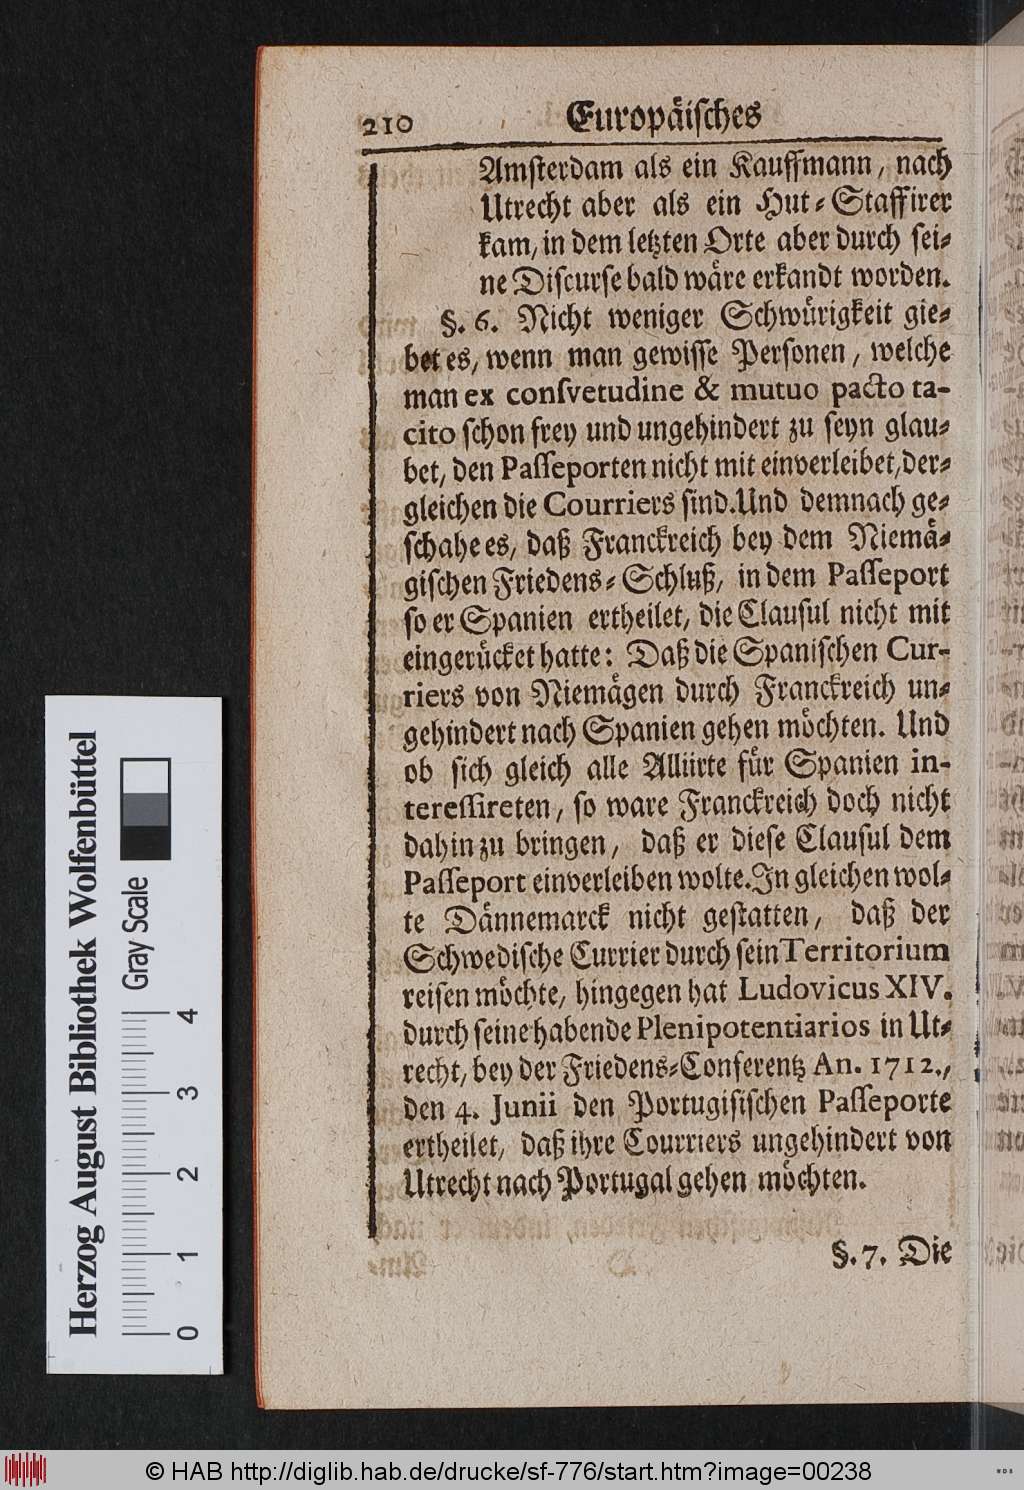 210 Europäiſches
Amſterdam als ein Kauffmann, nach
Utrecht aber als ein Hut-Staffirer
kam, in dem letzten Orte aber durch ſei-
ne Diſcurſe bald wäre erkandt worden.
§. 6. Nicht weniger Schwürigkeit gie-
bet es, wenn man gewiſſe Perſonen, welche
man ex conſvetudine & mutuo pacto ta-
cito ſchon frey und ungehindert zu ſeyn glau-
bet, den Paſſeporten nicht mit einverleibet, der-
gleichen die Courriers ſind. Und demnach ge-
ſchahe es, daß Franckreich bey dem Niemä-
giſchen Friedens-Schluß, in dem Paſſeport
ſo er Spanien ertheilet, die Clauſul nicht mit
eingerücket hatte: Daß die Spaniſchen Cur-
riers von Niemägen durch Franckreich un-
gehindert nach Spanien gehen möchten. Und
ob ſich gleich alle Alliirte für Spanien in-
tereſſireten, ſo ware Franckreich doch nicht
dahin zu bringen, daß er dieſe Clauſul dem
Paſſeport einverleiben wolte. In gleichen wol-
te Dännemarck nicht geſtatten, daß der
Schwediſche Currier durch ſein Territorium
reiſen möchte, hingegen hat Ludovicus XIV.
durch ſeine habende Plenipotentiarios in Ut-
recht, bey der Friedens-Conferentz An. 1712.,
den 4. Junii den Portugiſiſchen Paſſeporte
ertheilet, daß ihre Courriers ungehindert von
Utrecht nach Portugal gehen möchten.
§. 7. Die
Herzog August Bibliothek Wolfenbüttel
Gray Scale
0 1 2 3 4
© HAB http://diglib.hab.de/drucke/sf-776/start.htm?image=00238